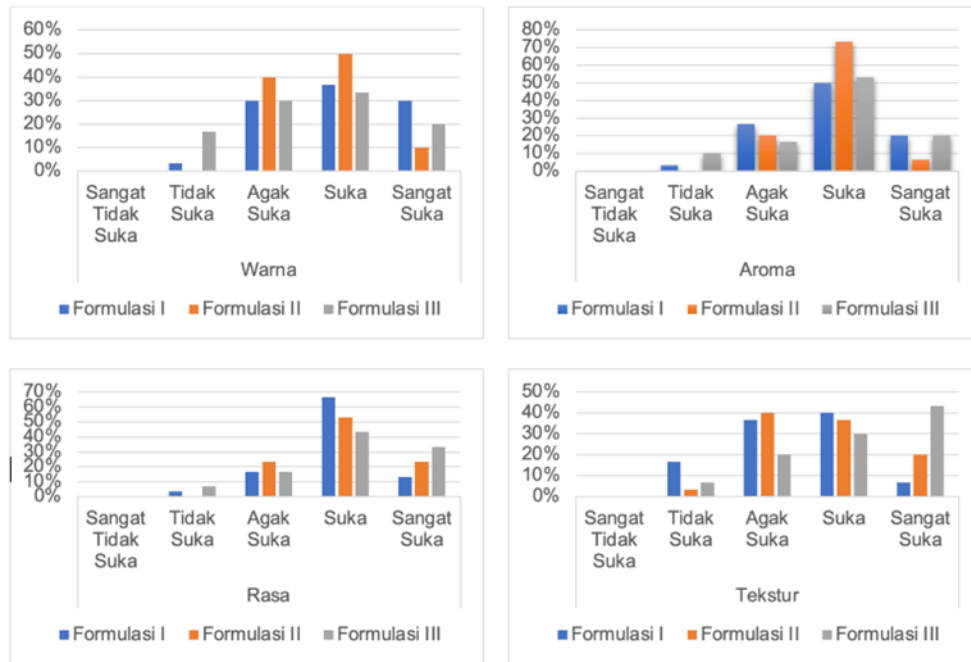 60%
50%
40%
30%
20%
10%
0%
Sangat Tidak Suka
Tidak Suka
Agak Suka
Suka
Sangat Suka
Warna
Formulasi I Formulasi II Formulasi III
80%
70%
60%
50%
40%
30%
20%
10%
0%
Sangat Tidak Suka
Tidak Suka
Agak Suka
Suka
Sangat Suka
Aroma
Formulasi I Formulasi II Formulasi III
70%
60%
50%
40%
30%
20%
10%
0%
Sangat Tidak Suka
Tidak Suka
Agak Suka
Suka
Sangat Suka
Rasa
Formulasi I Formulasi II Formulasi III
50%
40%
30%
20%
10%
0%
Sangat Tidak Suka
Tidak Suka
Agak Suka
Suka
Sangat Suka
Tekstur
Formulasi I Formulasi II Formulasi III